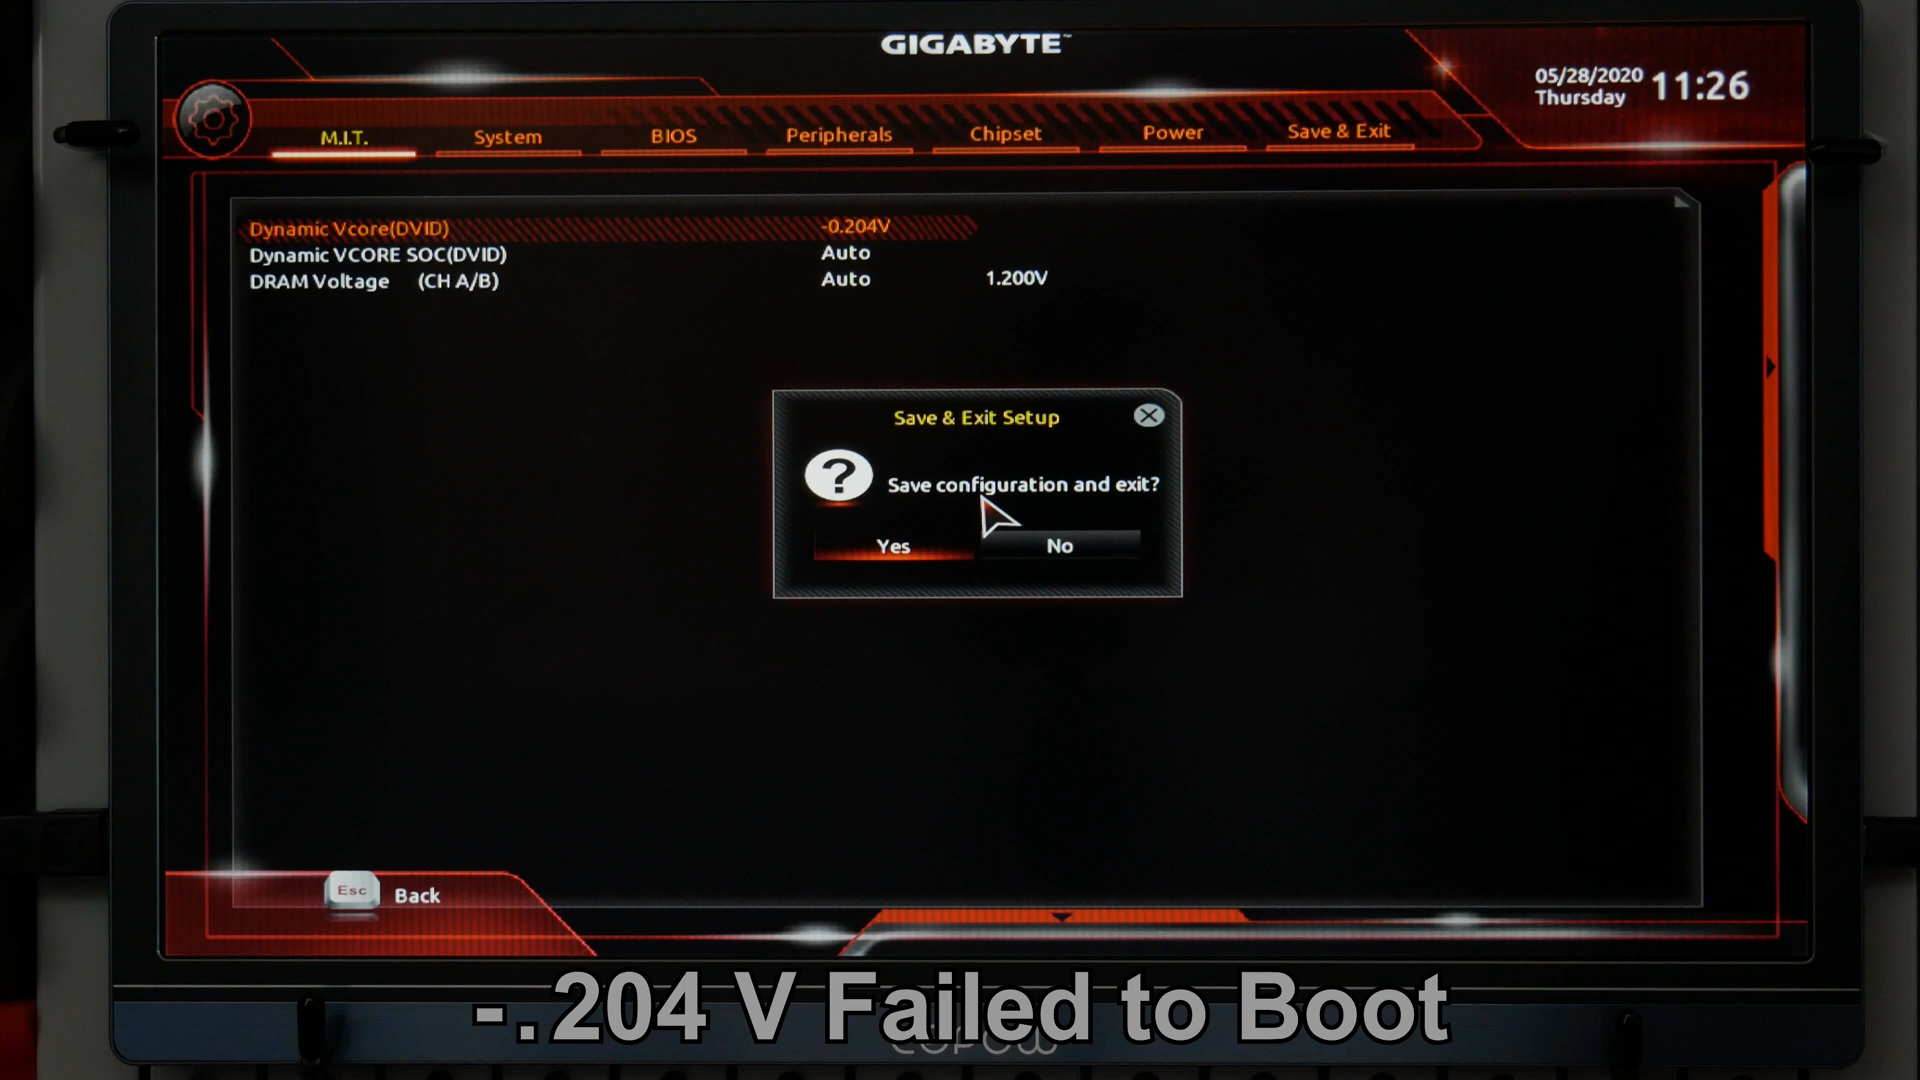 GIGABYTE™
05/28/2020 11:26
Thursday
M.I.T. System BIOS Peripherals Chipset Power Save & Exit
Dynamic Vcore(DVID) -0.204V
Dynamic VCORE SOC(DVID) Auto
DRAM Voltage (CH A/B) Auto 1.200V
Save & Exit Setup
Save configuration and exit?
Yes No
Esc Back
-.204 V Failed to Boot